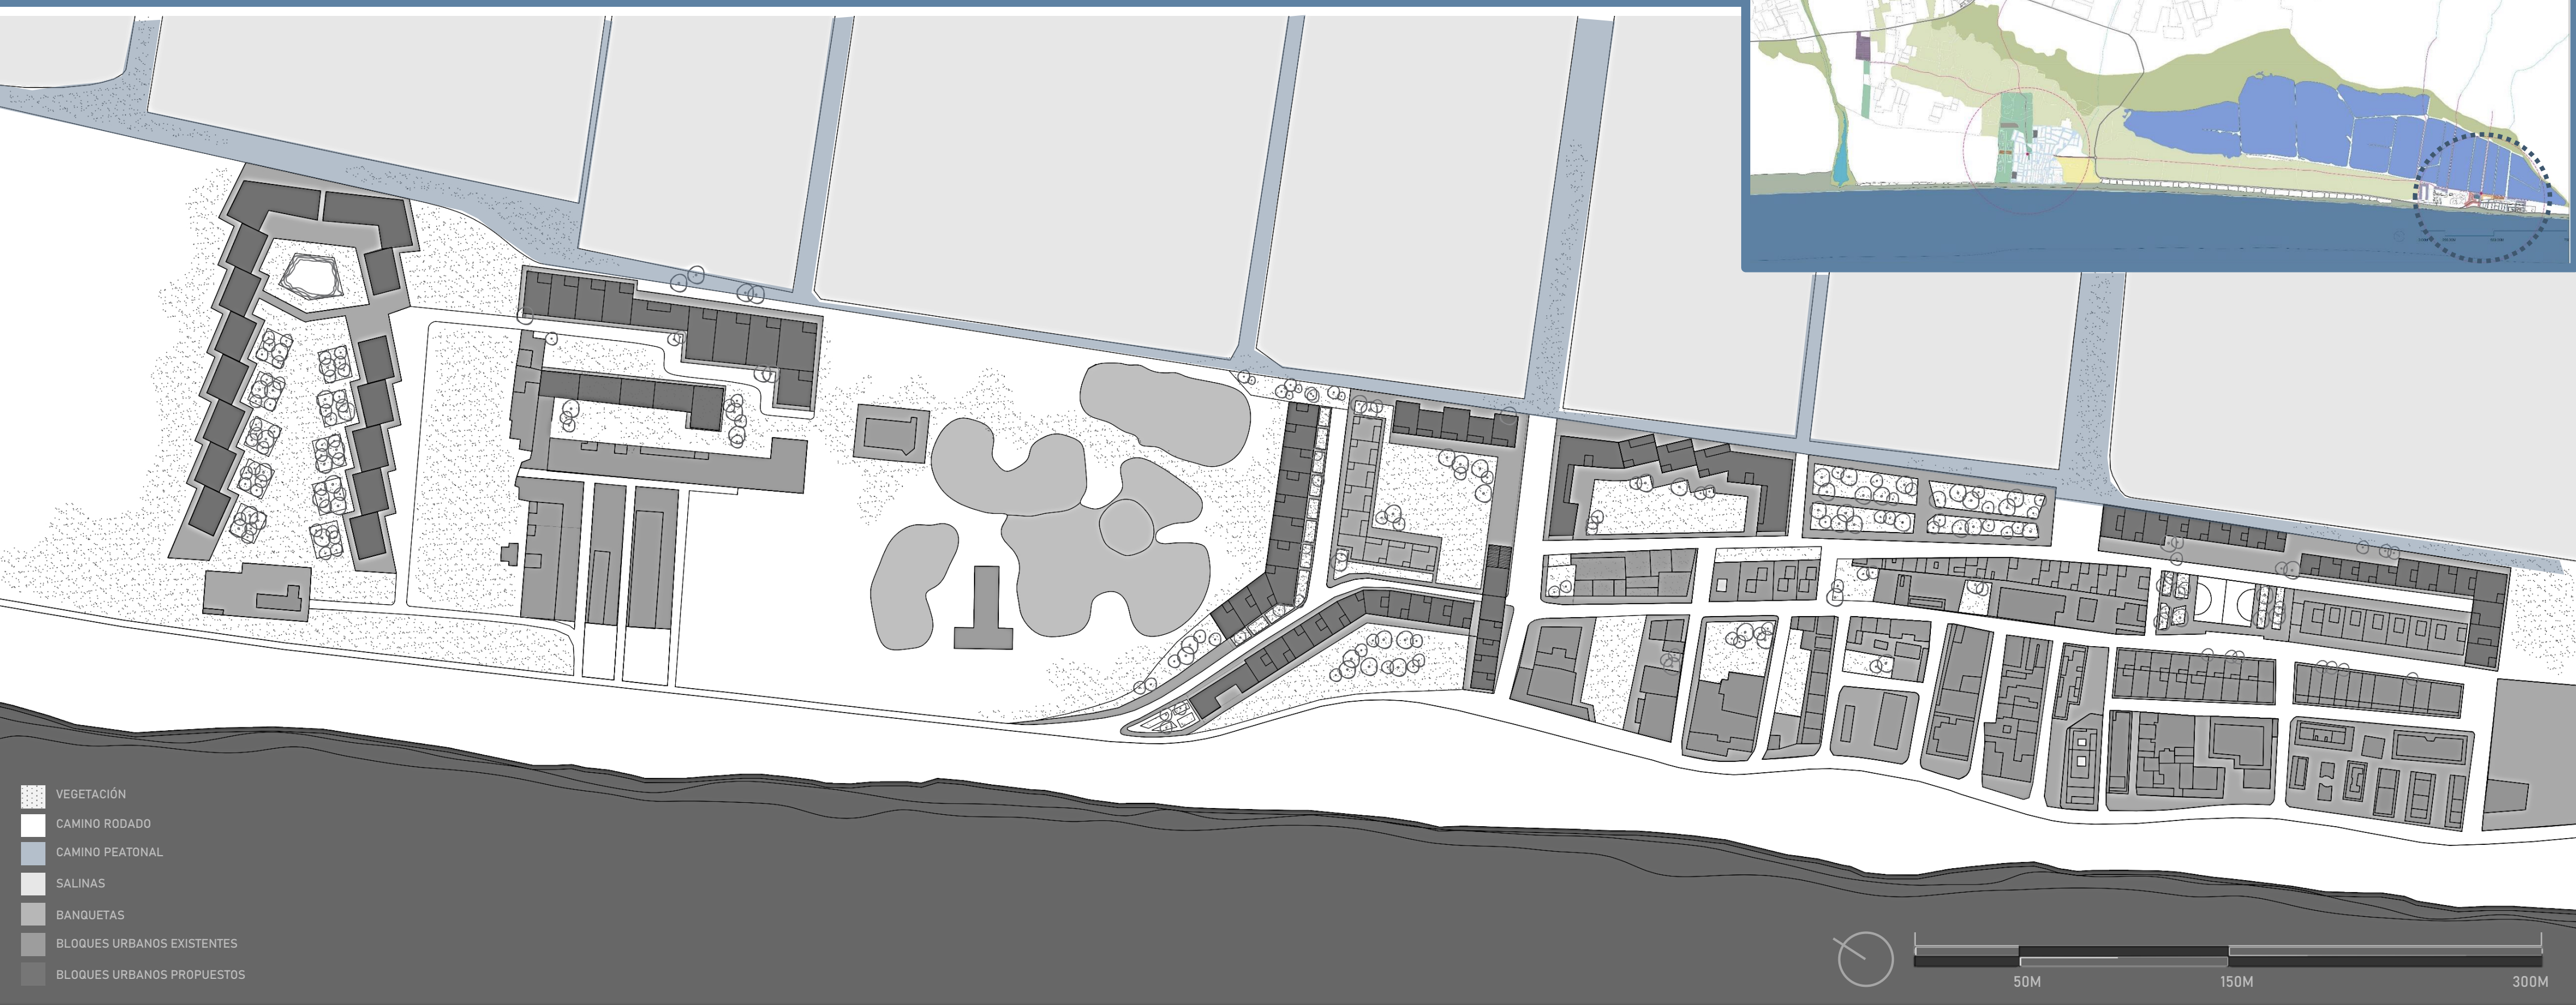 VEGETACIÓN
CAMINO RODADO
CAMINO PEATONAL
SALINAS
BANQUETAS
BLOQUES URBANOS EXISTENTES
BLOQUES URBANOS PROPUESTOS
50M 150M 300M